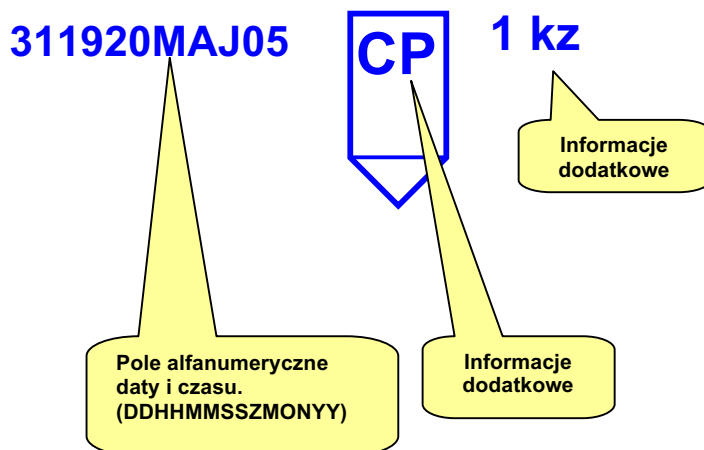 311920MAJ05
CP
1 kz
Informacje
dodatkowe
Pole alfanumeryczne
daty i czasu.
(DDHHMMSSZMONYY)
Informacje
dodatkowe